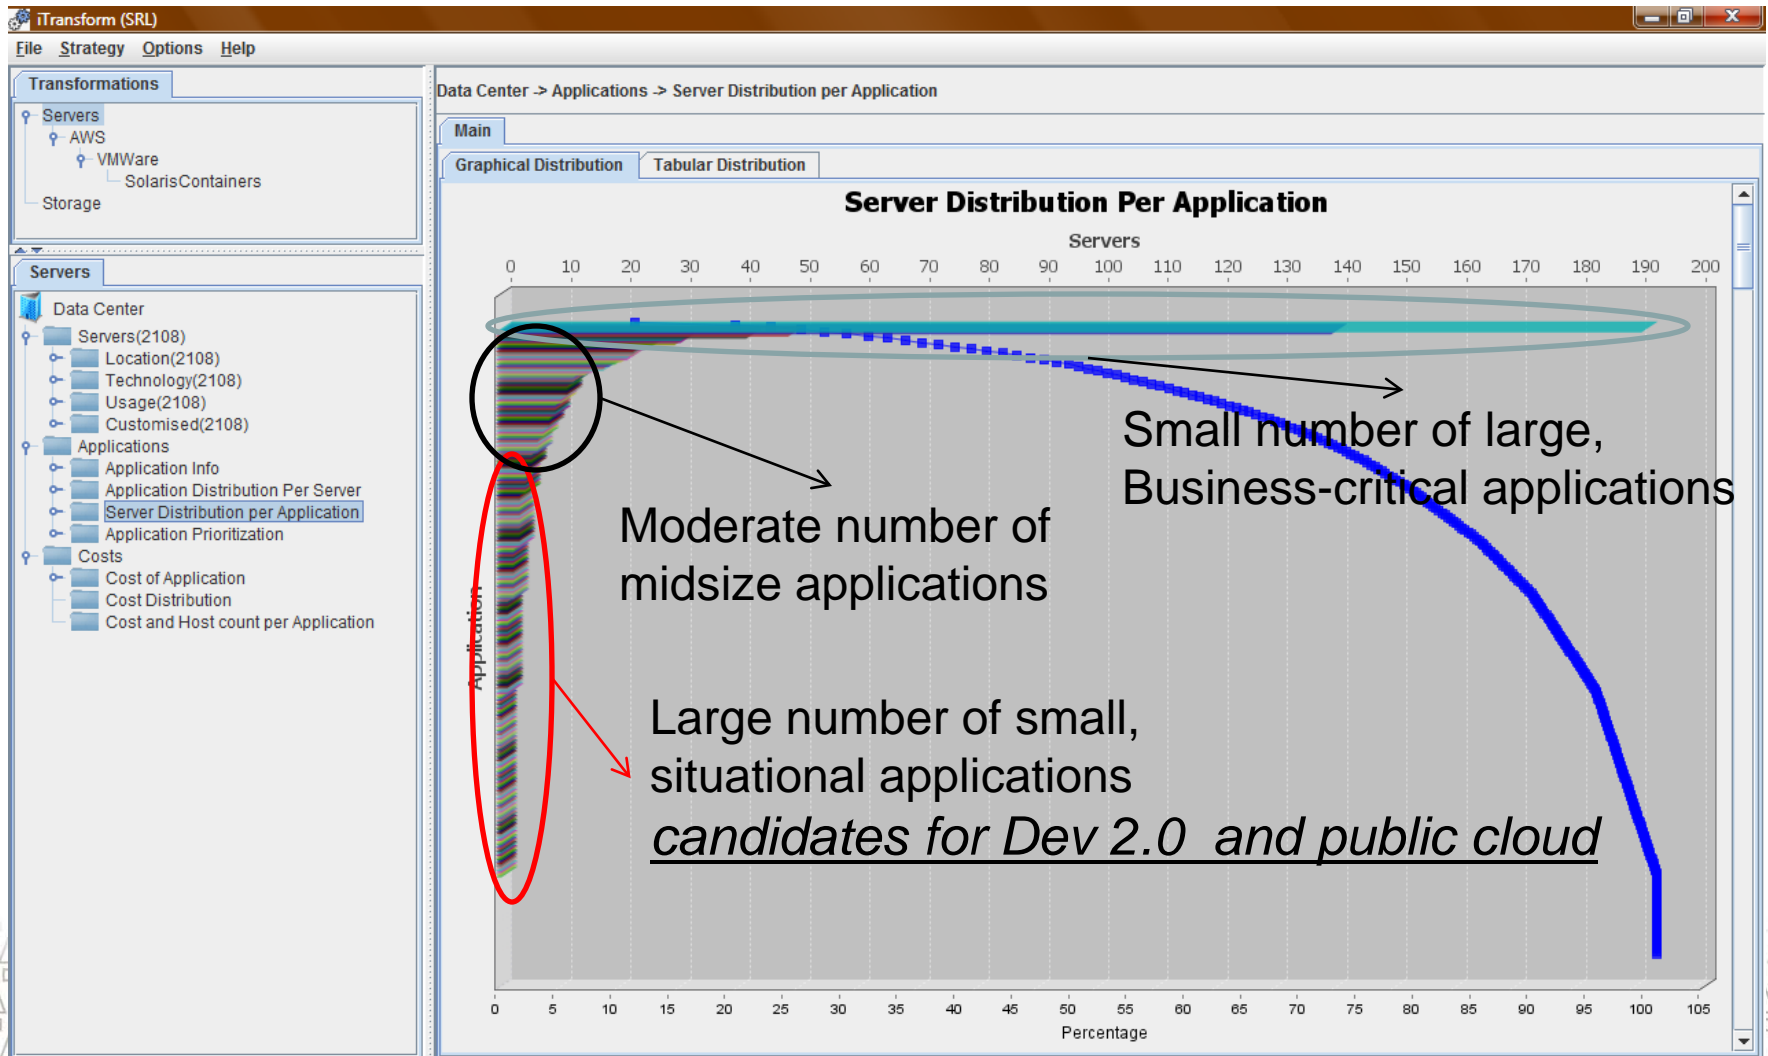 iTransform (SRL)
File Strategy Options Help
Transformations
Servers
AWS
VMWare
SolarisContainers
Storage
Servers
Data Center
Servers(2108)
Location(2108)
Technology(2108)
Usage(2108)
Customised(2108)
Applications
Application Info
Application Distribution Per Server
Server Distribution per Application
Application Prioritization
Costs
Cost of Application
Cost Distribution
Cost and Host count per Application
Data Center -> Applications -> Server Distribution per Application
Main
Graphical Distribution Tabular Distribution
Server Distribution Per Application
Servers
0 10 20 30 40 50 60 70 80 90 100 110 120 130 140 150 160 170 180 190 200
Application
Small number of large,
Business-critical applications
Moderate number of
midsize applications
Large number of small,
situational applications
candidates for Dev 2.0 and public cloud
0 5 10 15 20 25 30 35 40 45 50 55 60 65 70 75 80 85 90 95 100 105
Percentage